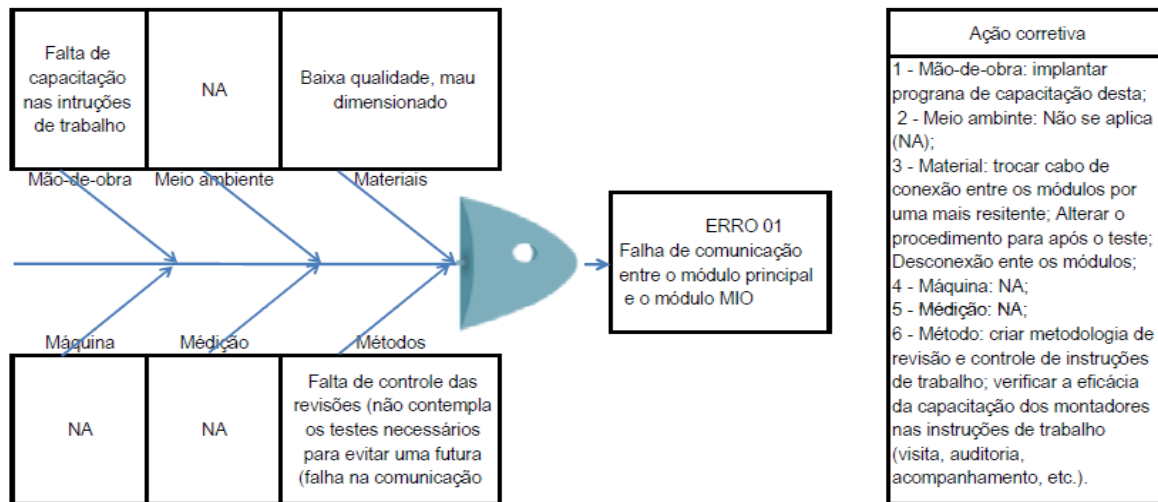 Falta de
capacitação
nas intruções
de trabalho
NA
Baixa qualidade, mau
dimensionado
Mão-de-obra
Meio ambiente
Materiais
ERRO 01
Falha de comunicação
entre o módulo principal
e o módulo MIO
Máquina
Médição
Métodos
NA
NA
Falta de controle das
revisões (não contempla
os testes necessários
para evitar uma futura
(falha na comunicação
Ação corretiva
1 - Mão-de-obra: implantar
prograna de capacitação desta;
2 - Meio ambinte: Não se aplica
(NA);
3 - Material: trocar cabo de
conexão entre os módulos por
uma mais resitente; Alterar o
procedimento para após o teste;
Desconexão ente os módulos;
4 - Máquina: NA;
5 - Médição: NA;
6 - Método: criar metodologia de
revisão e controle de instruções
de trabalho; verificar a eficácia
da capacitação dos montadores
nas instruções de trabalho
(visita, auditoria,
acompanhamento, etc.).